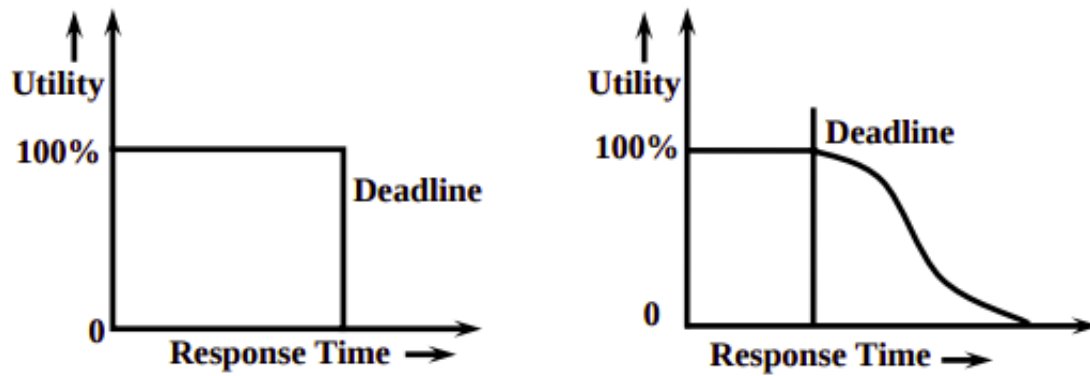 Utility
100%
Deadline
0
Response Time
Utility
100%
Deadline
0
Response Time